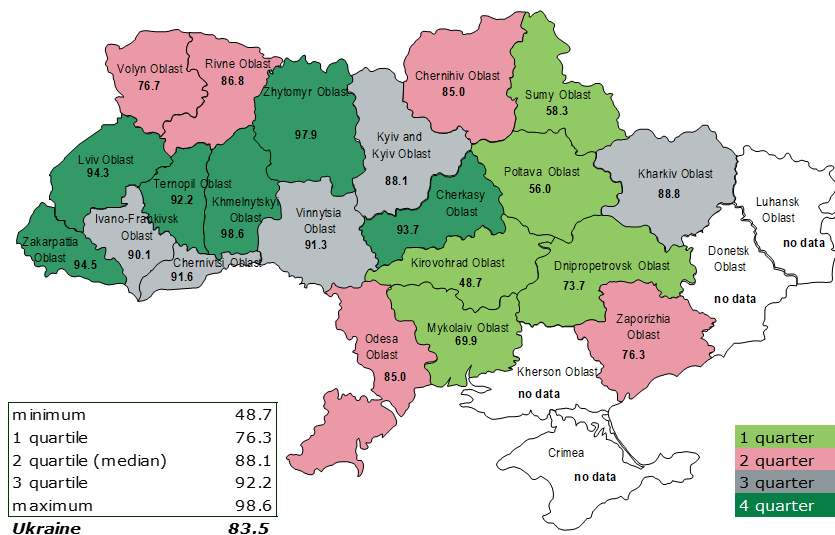 Volyn Oblast
76.7
Rivne Oblast
86.8
Zhytomyr Oblast
97.9
Kyiv and
Kyiv Oblast
88.1
Chernihiv Oblast
85.0
Sumy Oblast
58.3
Lviv Oblast
94.3
Ternopil Oblast
92.2
Khmelnytskyi
Oblast
98.6
Ivano-Frankivsk
Oblast
90.1
Zakarpattia
Oblast
94.5
Chernivtsi Oblast
91.6
Vinnytsia
Oblast
91.3
Cherkasy
Oblast
93.7
Poltava Oblast
56.0
Kharkiv Oblast
88.8
Luhansk
Oblast
no data
Donetsk
Oblast
no data
Kirovohrad Oblast
48.7
Dnipropetrovsk Oblast
73.7
Zaporizhia
Oblast
76.3
Odesa
Oblast
85.0
Mykolaiv Oblast
69.9
Kherson Oblast
no data
Crimea
no data
minimum 48.7
1 quartile 76.3
2 quartile (median) 88.1
3 quartile 92.2
maximum 98.6
Ukraine 83.5
1 quarter
2 quarter
3 quarter
4 quarter